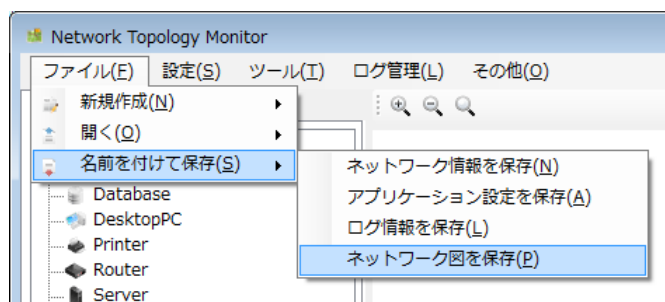 Network Topology Monitor
ファイル(F) 設定(S) ツール(T) ログ管理(L) その他(O)
新規作成(N)
開く(O)
名前を付けて保存(S)
ネットワーク情報を保存(N)
アプリケーション設定を保存(A)
ログ情報を保存(L)
ネットワーク図を保存(P)
Database
DesktopPC
Printer
Router
Server